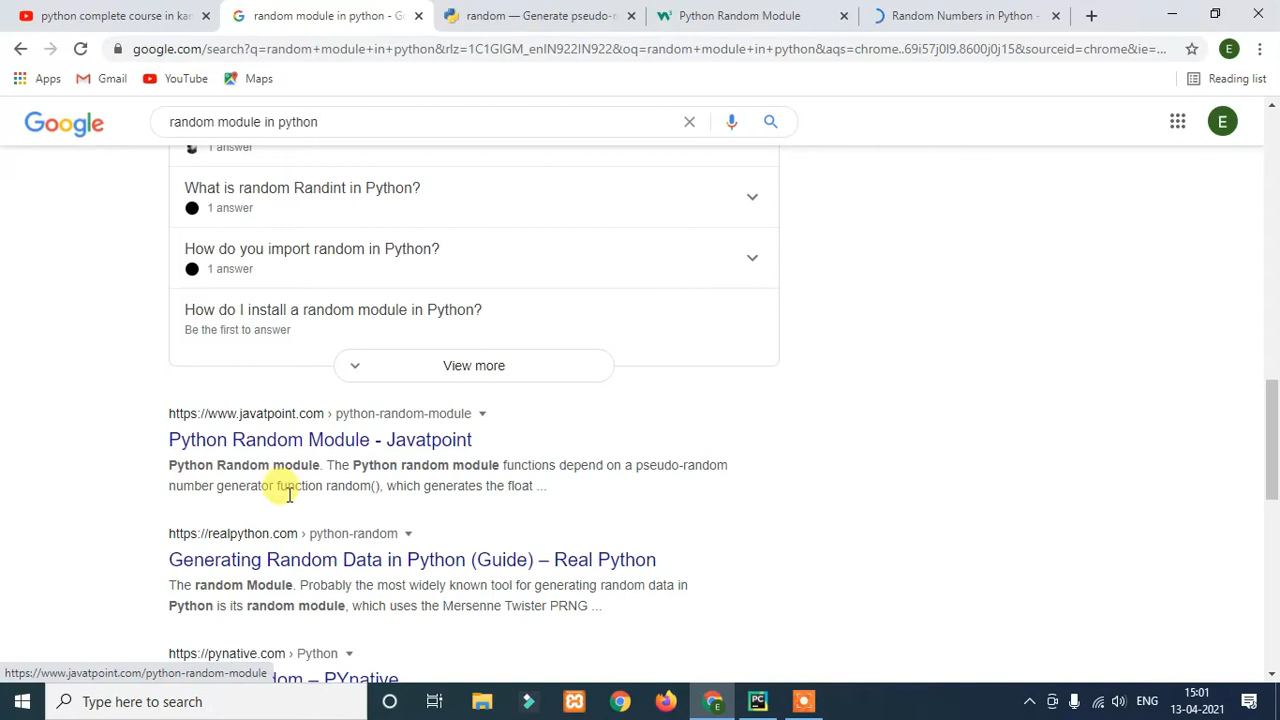 python complete course in kar
random module in python - G
random — Generate pseudo-r
Python Random Module
Random Numbers in Python -
google.com/search?q=random+module+in+python&rlz=1C1GIGM_enIN922IN922&oq=random+module+in+python&aqs=chrome..69i57j0l9.8600j0j15&sourceid=chrome&ie=...
E
Apps
Gmail
YouTube
Maps
Reading list
Google
random module in python
E
1 answer
What is random Randint in Python?
1 answer
How do you import random in Python?
1 answer
How do I install a random module in Python?
Be the first to answer
View more
https://www.javatpoint.com › python-random-module
Python Random Module - Javatpoint
Python Random module. The Python random module functions depend on a pseudo-random
number generator function random(), which generates the float ...
https://realpython.com › python-random
Generating Random Data in Python (Guide) – Real Python
The random Module. Probably the most widely known tool for generating random data in
Python is its random module, which uses the Mersenne Twister PRNG ...
https://pynative.com › Python
dom – PYnative
https://www.javatpoint.com/python-random-module
Type here to search
ENG
15:01
13-04-2021